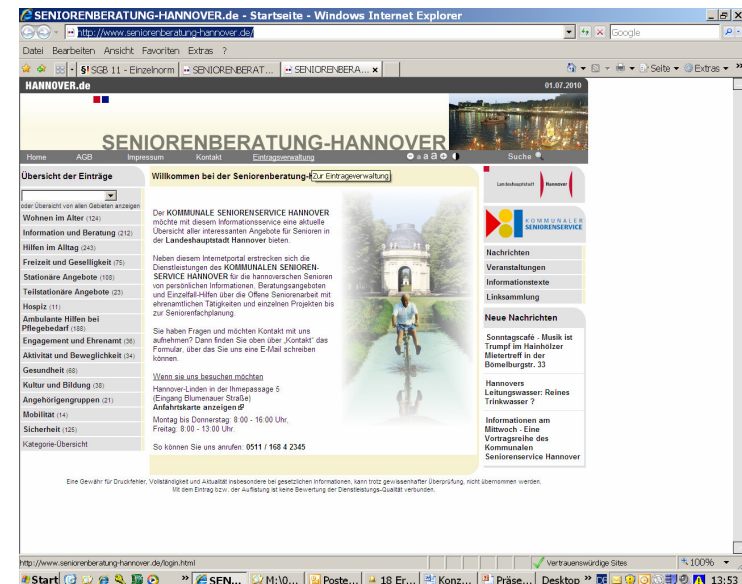 SENIORENBERATUNG-HANNOVER.de - Startseite - Windows Internet Explorer
http://www.seniorenberatung-hannover.de/
Google
Datei Bearbeiten Ansicht Favoriten Extras ?
§! SGB 11 - Einzelnorm
SENIORENBERAT...
SENIORENBERA...
Seite
Extras
HANNOVER.de
01.07.2010
SENIORENBERATUNG-HANNOVER
Home AGB Impressum Kontakt Eintragsverwaltung
a a a
Suche
Übersicht der Einträge
oder Übersicht von allen Gebieten anzeigen
Wohnen im Alter (124)
Information und Beratung (212)
Hilfen im Alltag (243)
Freizeit und Geselligkeit (75)
Stationäre Angebote (108)
Teilstationäre Angebote (23)
Hospiz (11)
Ambulante Hilfen bei
Pflegebedarf (188)
Engagement und Ehrenamt (36)
Aktivität und Beweglichkeit (34)
Gesundheit (68)
Kultur und Bildung (38)
Angehörigengruppen (21)
Mobilität (14)
Sicherheit (125)
Kategorie-Übersicht
Willkommen bei der Seniorenberatung-
Zur Eintrageverwaltung
Der KOMMUNALE SENIORENSERVICE HANNOVER
möchte mit diesem Informationsservice eine aktuelle
Übersicht aller interessanten Angebote für Senioren in
der Landeshauptstadt Hannover bieten.
Neben diesem Internetportal erstrecken sich die
Dienstleistungen des KOMMUNALEN SENIOREN-
SERVICE HANNOVER für die hannoverschen Senioren
von persönlichen Informationen, Beratungsangeboten
und Einzelfall-Hilfen über die Offene Seniorenarbeit mit
ehrenamtlichen Tätigkeiten und einzelnen Projekten bis
zur Seniorenfachplanung.
Sie haben Fragen und möchten Kontakt mit uns
aufnehmen? Dann finden Sie oben über „Kontakt" das
Formular, über das Sie uns eine E-Mail schreiben
können.
Wenn sie uns besuchen möchten
Hannover-Linden in der Ihmepassage 5
(Eingang Blumenauer Straße)
Anfahrtskarte anzeigen
Montag bis Donnerstag: 8:00 - 16:00 Uhr,
Freitag: 8:00 - 13:00 Uhr.
So können Sie uns anrufen: 0511 / 168 4 2345
Landeshauptstadt Hannover
KOMMUNALER
SENIORENSERVICE
Nachrichten
Veranstaltungen
Informationstexte
Linksammlung
Neue Nachrichten
Sonntagscafé - Musik ist
Trumpf im Hainhölzer
Mietertreff in der
Bömelburgstr. 33
Hannovers
Leitungswasser: Reines
Trinkwasser ?
Informationen am
Mittwoch - Eine
Vortragsreihe des
Kommunalen
Seniorenservice Hannover
Eine Gewähr für Druckfehler, Vollständigkeit und Aktualität insbesondere bei gesetzlichen Informationen, kann trotz gewissenhafter Überprüfung, nicht übernommen werden.
Mit dem Eintrag bzw. der Auflistung ist keine Bewertung der Dienstleistungs-Qualität verbunden.
http://www.seniorenberatung-hannover.de/login.html
Vertrauenswürdige Sites
100%
Start
SEN...
M:\0...
Poste...
18 Er...
Konz...
Präse...
Desktop
13:53